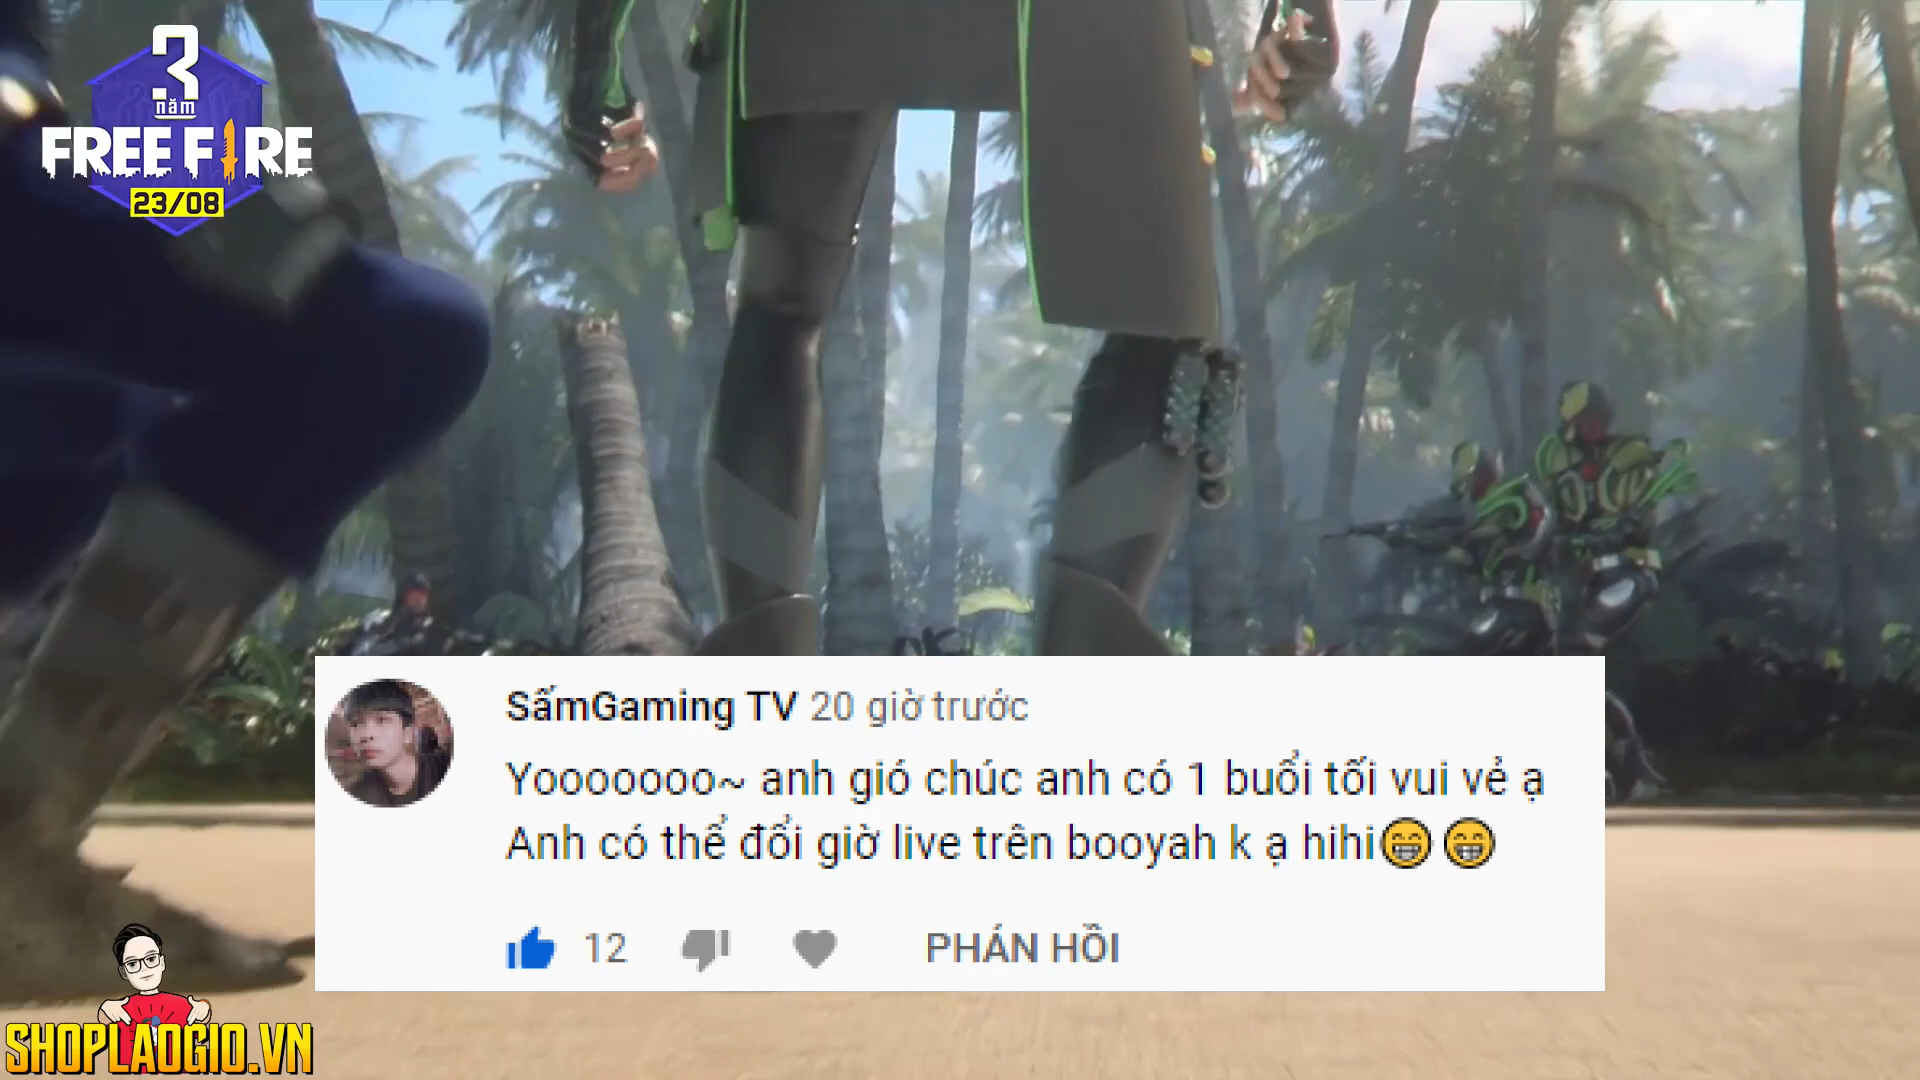 3
năm
FREE FIRE
23/08
SấmGaming TV 20 giờ trước
Yooooooo~ anh gió chúc anh có 1 buổi tối vui vẻ ạ
Anh có thể đổi giờ live trên booyah k ạ hihi😁😁
12 PHẢN HỒI
SHOPLAOGIO.VN